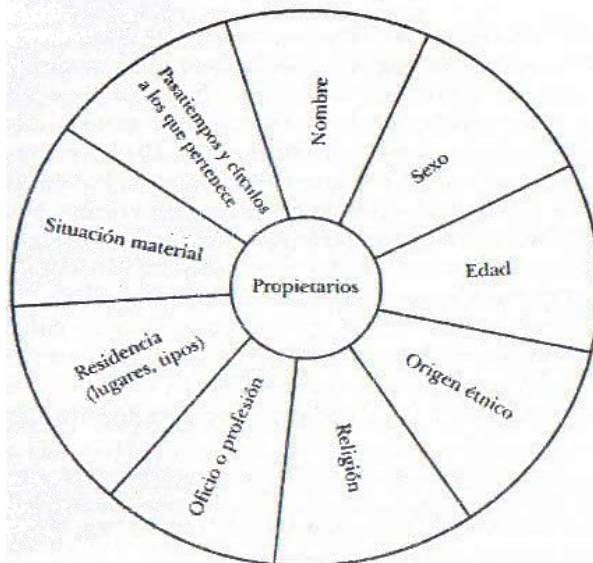 Pasatiempos y círculos
a los que pertenece
Nombre
Sexo
Edad
Origen étnico
Religión
Oficio o profesión
Residencia
(lugares, tipos)
Situación material
Propietarios